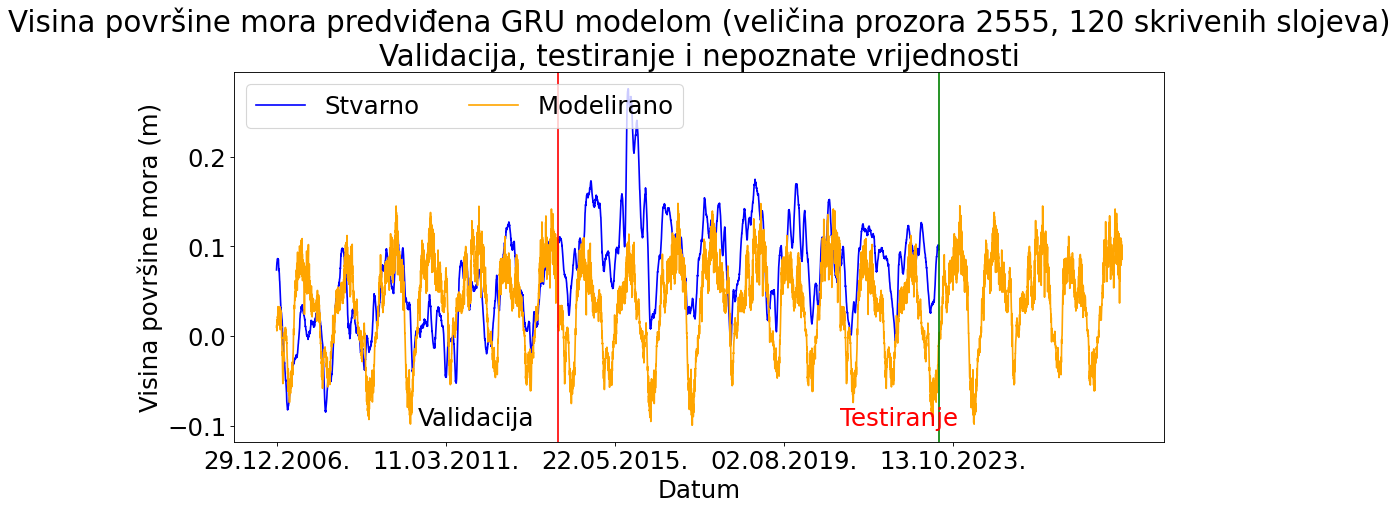 Visina površine mora predviđena GRU modelom (veličina prozora 2555, 120 skrivenih slojeva)
Validacija, testiranje i nepoznate vrijednosti
Stvarno
Modelirano
Visina površine mora (m)
0.2
0.1
0.0
−0.1
Validacija
Testiranje
29.12.2006.
11.03.2011.
22.05.2015.
02.08.2019.
13.10.2023.
Datum